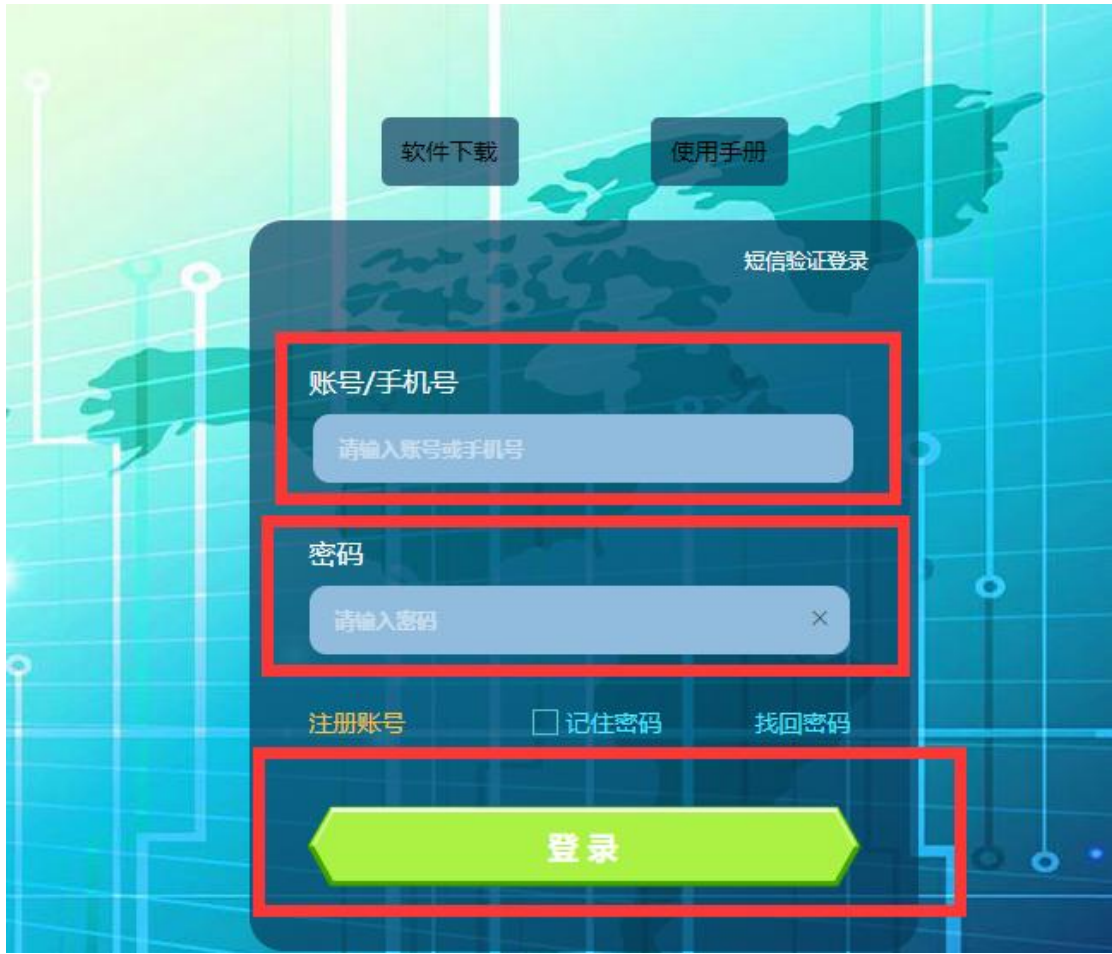 软件下载
使用手册
短信验证登录
账号/手机号
请输入账号或手机号
密码
请输入密码
注册账号
记住密码
找回密码
登录